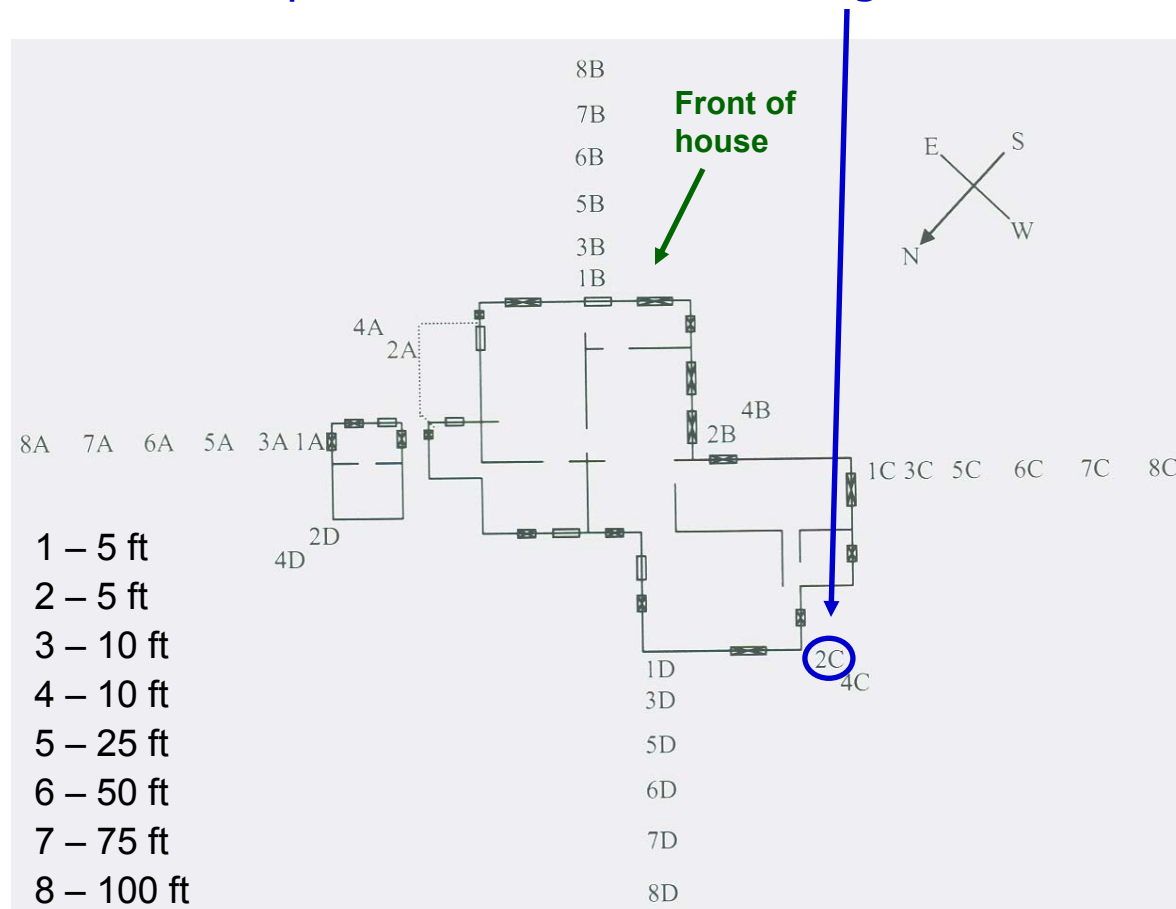 8B
Front of
house
7B
6B
5B
3B
1B
E
S
N
W
4A
2A
4B
2B
8A 7A 6A 5A 3A 1A
1C 3C 5C 6C 7C 8C
2D
4D
1 – 5 ft
2 – 5 ft
3 – 10 ft
4 – 10 ft
5 – 25 ft
6 – 50 ft
7 – 75 ft
8 – 100 ft
2C
4C
1D
3D
5D
6D
7D
8D